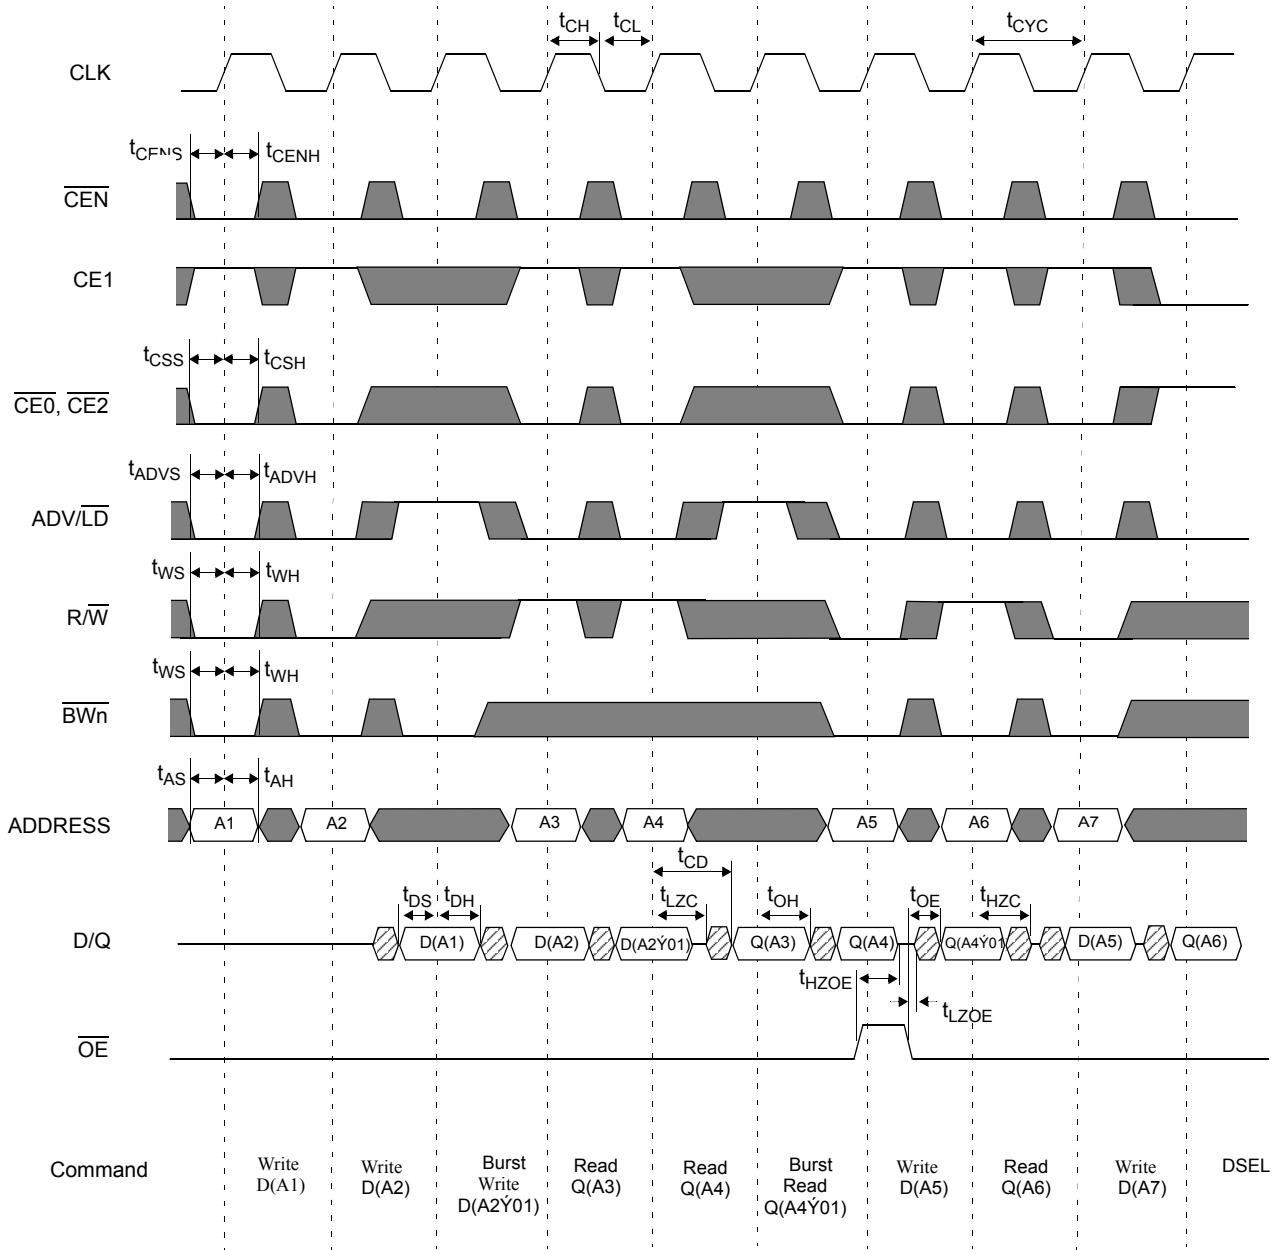 tCH tCL tCYC
CLK
tCENS tCENH
CEN
CE1
tCSS tCSH
CE0, CE2
tADVS tADVH
ADV/LD
tWS tWH
R/W
tWS tWH
BWn
tAS tAH
ADDRESS A1 A2 A3 A4 A5 A6 A7
tCD
tDS tDH tLZC tOH tOE tHZC
D/Q D(A1) D(A2) D(A2Ý01) Q(A3) Q(A4) Q(A4Ý01 D(A5) Q(A6)
tHZOE tLZOE
OE
Command
Write
D(A1)
Write
D(A2)
Burst
Write
D(A2Ý01)
Read
Q(A3)
Read
Q(A4)
Burst
Read
Q(A4Ý01)
Write
D(A5)
Read
Q(A6)
Write
D(A7)
DSEL